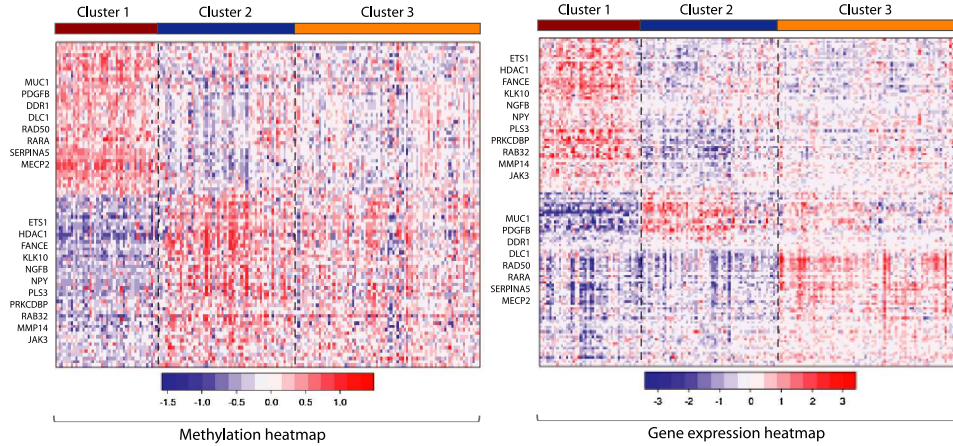 Cluster 1 Cluster 2 Cluster 3
MUC1
PDGFB
DDR1
DLC1
RAD50
RARA
SERPINA5
MECP2
ETS1
HDAC1
FANCE
KLK10
NGFB
NPY
PLS3
PRKCDBP
RAB32
MMP14
JAK3
-1.5 -1.0 -0.5 0.0 0.5 1.0
Methylation heatmap
Cluster 1 Cluster 2 Cluster 3
ETS1
HDAC1
FANCE
KLK10
NGFB
NPY
PLS3
PRKCDBP
RAB32
MMP14
JAK3
MUC1
PDGFB
DDR1
DLC1
RAD50
RARA
SERPINA5
MECP2
-3 -2 -1 0 1 2 3
Gene expression heatmap